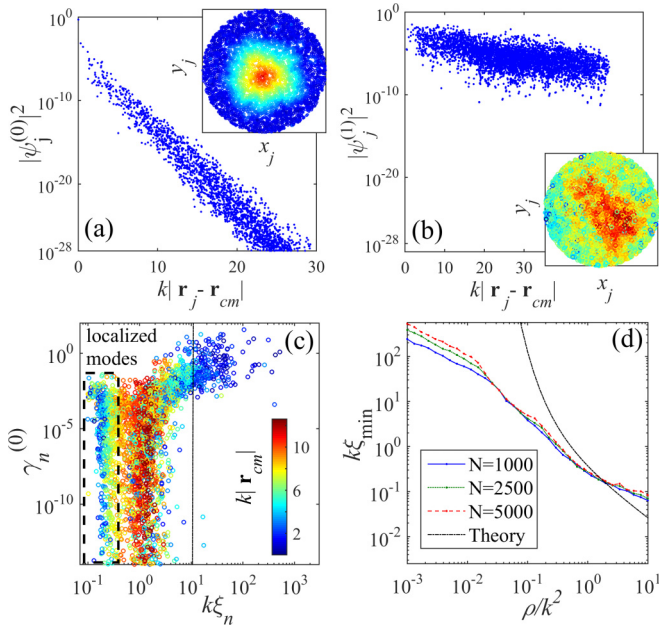 (a)
10^0
10^-10
10^-20
10^-28
|ψ_j^(0)|^2
0 10 20 30
k| r_j - r_cm|
y_j
x_j
(b)
10^0
10^-10
10^-20
10^-28
|ψ_j^(1)|^2
0 10 20 30
k| r_j - r_cm|
y_j
x_j
(c)
localized
modes
10^0
10^-5
10^-10
γ_n^(0)
10^-1 10^0 10^1 10^2 10^3
kξ_n
k| r_cm|
10
8
6
4
2
(d)
10^2
10^1
10^0
10^-1
10^-2
kξ_min
N=1000
N=2500
N=5000
Theory
10^-3 10^-2 10^-1 10^0 10^1
ρ/k^2